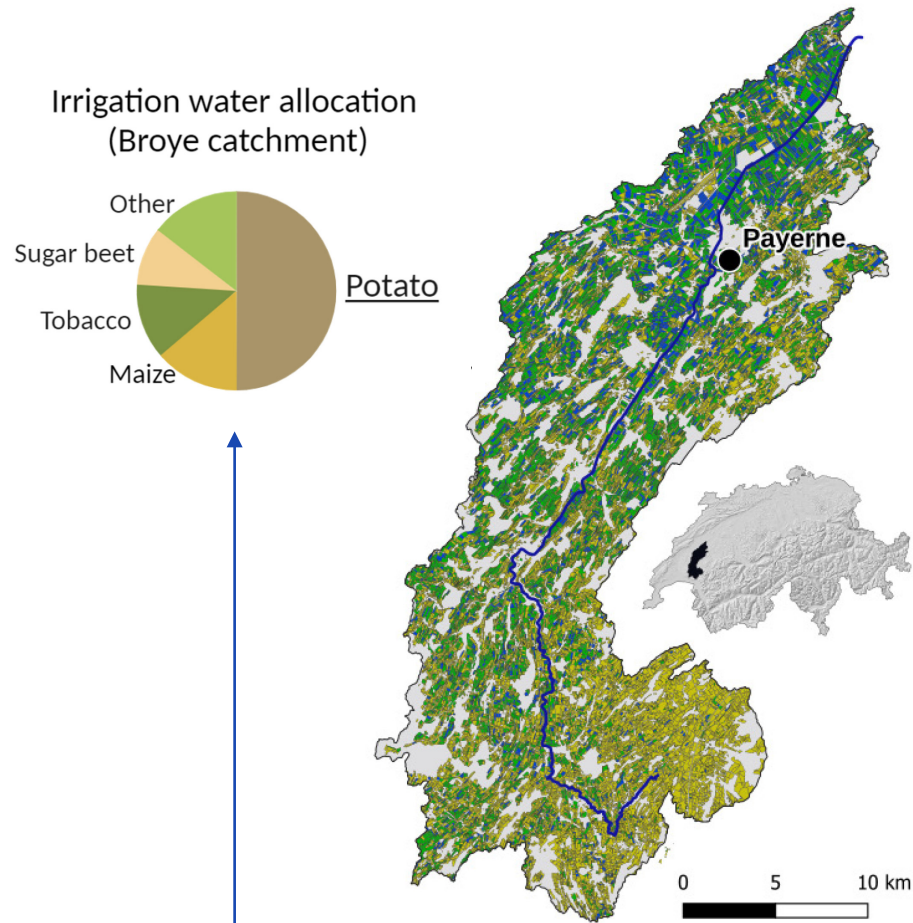 Irrigation water allocation
(Broye catchment)
Other
Sugar beet
Potato
Tobacco
Maize
Payerne
0 5 10 km